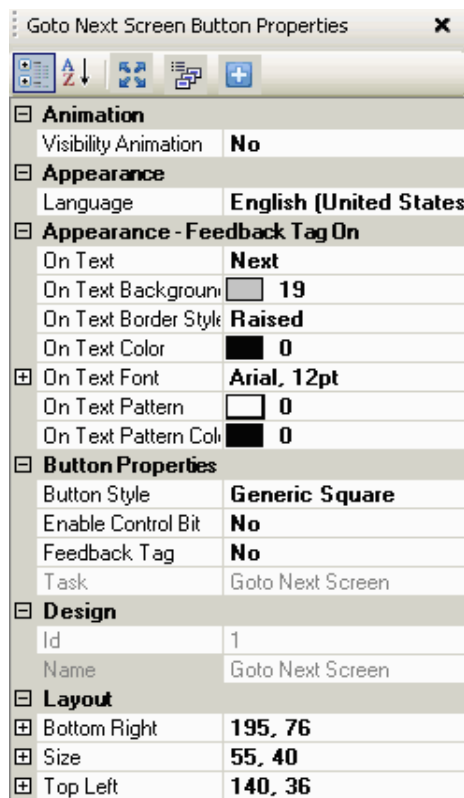 Goto Next Screen Button Properties
A Z
Animation
Visibility Animation No
Appearance
Language English (United States
Appearance - Feedback Tag On
On Text Next
On Text Backgroun 19
On Text Border Style Raised
On Text Color 0
On Text Font Arial, 12pt
On Text Pattern 0
On Text Pattern Col 0
Button Properties
Button Style Generic Square
Enable Control Bit No
Feedback Tag No
Task Goto Next Screen
Design
Id 1
Name Goto Next Screen
Layout
Bottom Right 195, 76
Size 55, 40
Top Left 140, 36